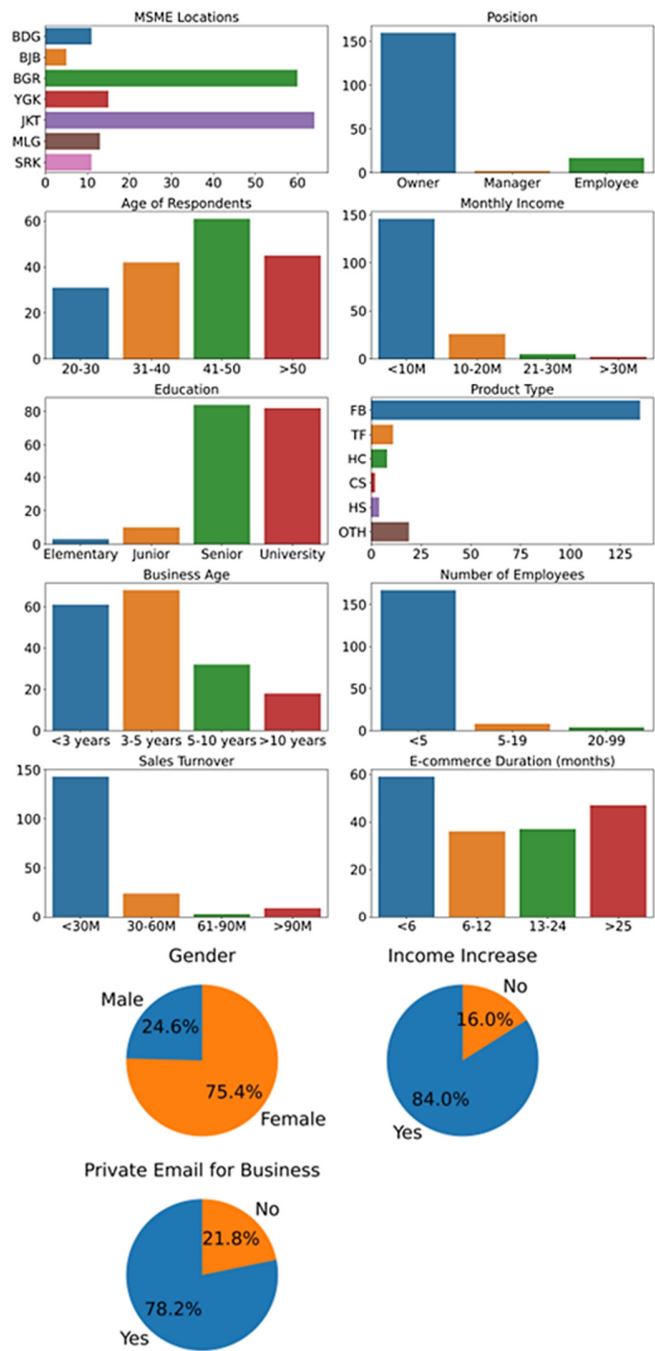 MSME Locations
BDG
BJB
BGR
YGK
JKT
MLG
SRK
0 10 20 30 40 50 60
Position
150
100
50
0
Owner Manager Employee
Age of Respondents
60
40
20
0
20-30 31-40 41-50 >50
Monthly Income
150
100
50
0
<10M 10-20M 21-30M >30M
Education
80
60
40
20
0
Elementary Junior Senior University
Product Type
FB
TF
HC
CS
HS
OTH
0 25 50 75 100 125
Business Age
60
40
20
0
<3 years 3-5 years 5-10 years >10 years
Number of Employees
150
100
50
0
<5 5-19 20-99
Sales Turnover
150
100
50
0
<30M 30-60M 61-90M >90M
E-commerce Duration (months)
60
40
20
0
<6 6-12 13-24 >25
Gender
Male
24.6%
75.4%
Female
Income Increase
No
16.0%
84.0%
Yes
Private Email for Business
No
21.8%
78.2%
Yes